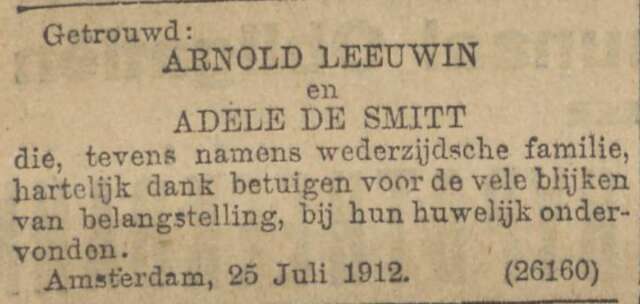 Getrouwd:
ARNOLD LEEUWIN
en
ADÈLE DE SMITT
die, tevens namens wederzijdsche familie,
hartelijk dank betuigen voor de vele blijken
van belangstelling, bij hun huwelijk onder-
vonden.
Amsterdam, 25 Juli 1912. (26160)